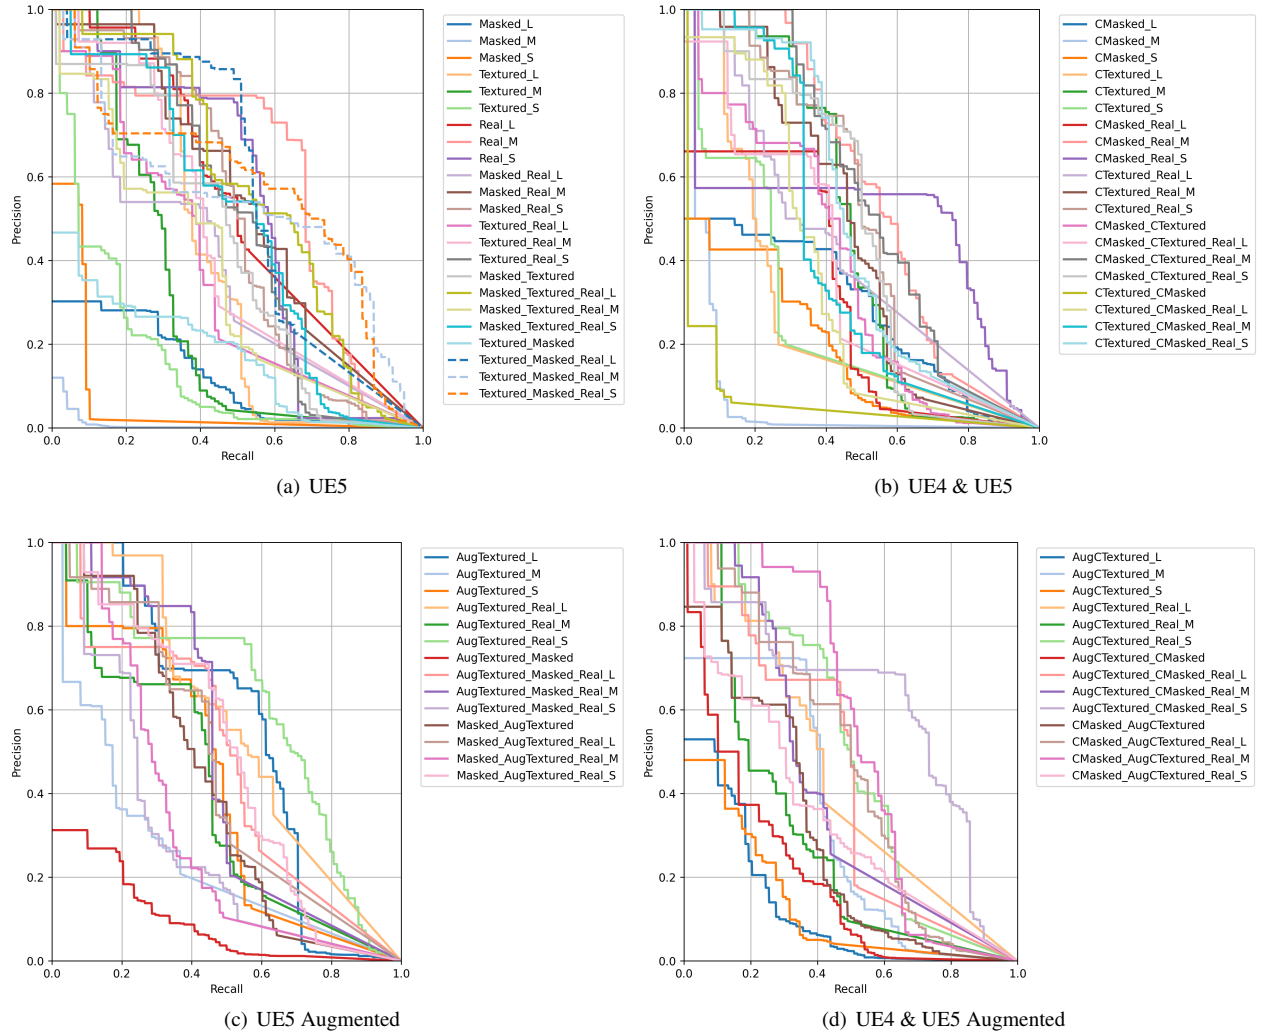 1.0
0.8
0.6
0.4
0.2
0.0
Precision
0.0 0.2 0.4 0.6 0.8 1.0
Recall
Masked_L
Masked_M
Masked_S
Textured_L
Textured_M
Textured_S
Real_L
Real_M
Real_S
Masked_Real_L
Masked_Real_M
Masked_Real_S
Textured_Real_L
Textured_Real_M
Textured_Real_S
Masked_Textured
Masked_Textured_Real_L
Masked_Textured_Real_M
Masked_Textured_Real_S
Textured_Masked
Textured_Masked_Real_L
Textured_Masked_Real_M
Textured_Masked_Real_S
(a) UE5
1.0
0.8
0.6
0.4
0.2
0.0
Precision
0.0 0.2 0.4 0.6 0.8 1.0
Recall
CMasked_L
CMasked_M
CMasked_S
CTextured_L
CTextured_M
CTextured_S
CMasked_Real_L
CMasked_Real_M
CMasked_Real_S
CTextured_Real_L
CTextured_Real_M
CTextured_Real_S
CMasked_CTextured
CMasked_CTextured_Real_L
CMasked_CTextured_Real_M
CMasked_CTextured_Real_S
CTextured_CMasked
CTextured_CMasked_Real_L
CTextured_CMasked_Real_M
CTextured_CMasked_Real_S
(b) UE4 & UE5
1.0
0.8
0.6
0.4
0.2
0.0
Precision
0.0 0.2 0.4 0.6 0.8 1.0
Recall
AugTextured_L
AugTextured_M
AugTextured_S
AugTextured_Real_L
AugTextured_Real_M
AugTextured_Real_S
AugTextured_Masked
AugTextured_Masked_Real_L
AugTextured_Masked_Real_M
AugTextured_Masked_Real_S
Masked_AugTextured
Masked_AugTextured_Real_L
Masked_AugTextured_Real_M
Masked_AugTextured_Real_S
(c) UE5 Augmented
1.0
0.8
0.6
0.4
0.2
0.0
Precision
0.0 0.2 0.4 0.6 0.8 1.0
Recall
AugCTextured_L
AugCTextured_M
AugCTextured_S
AugCTextured_Real_L
AugCTextured_Real_M
AugCTextured_Real_S
AugCTextured_CMasked
AugCTextured_CMasked_Real_L
AugCTextured_CMasked_Real_M
AugCTextured_CMasked_Real_S
CMasked_AugCTextured
CMasked_AugCTextured_Real_L
CMasked_AugCTextured_Real_M
CMasked_AugCTextured_Real_S
(d) UE4 & UE5 Augmented